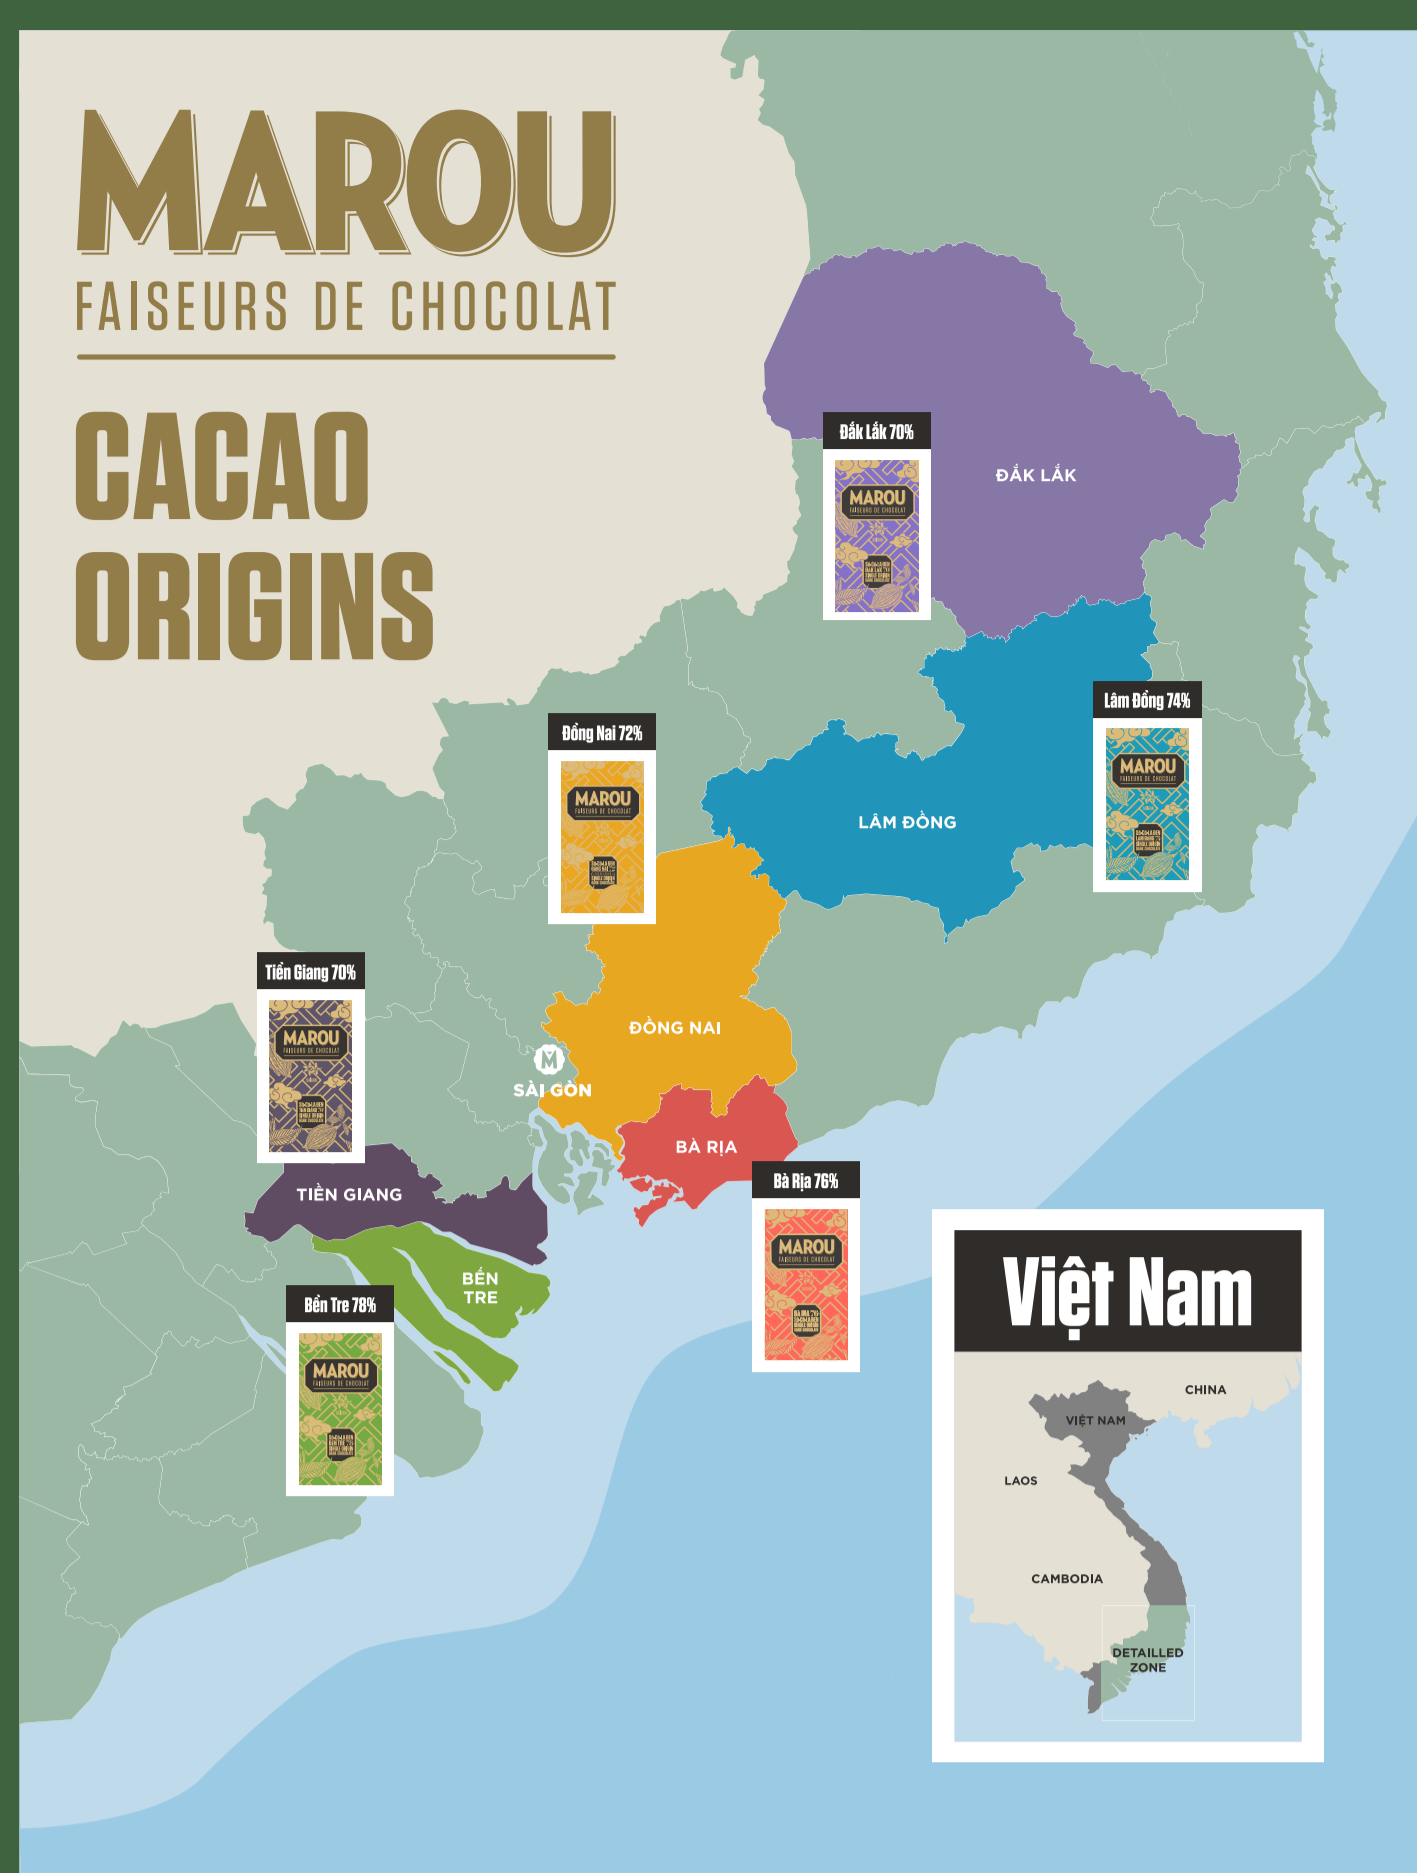 MAROU
FAISEURS DE CHOCOLAT
CACAO
ORIGINS
Đắk Lắk 70%
MAROU
FAISEURS DE CHOCOLAT
ĐẮK LẮK
Lâm Đồng 74%
MAROU
FAISEURS DE CHOCOLAT
Đồng Nai 72%
MAROU
FAISEURS DE CHOCOLAT
LÂM ĐỒNG
Tiền Giang 70%
MAROU
FAISEURS DE CHOCOLAT
ĐỒNG NAI
M
SÀI GÒN
BÀ RỊA
Bà Rịa 76%
MAROU
FAISEURS DE CHOCOLAT
TIỀN GIANG
BẾN
TRE
Bến Tre 78%
MAROU
FAISEURS DE CHOCOLAT
Việt Nam
CHINA
VIỆT NAM
LAOS
CAMBODIA
DETAILLED
ZONE